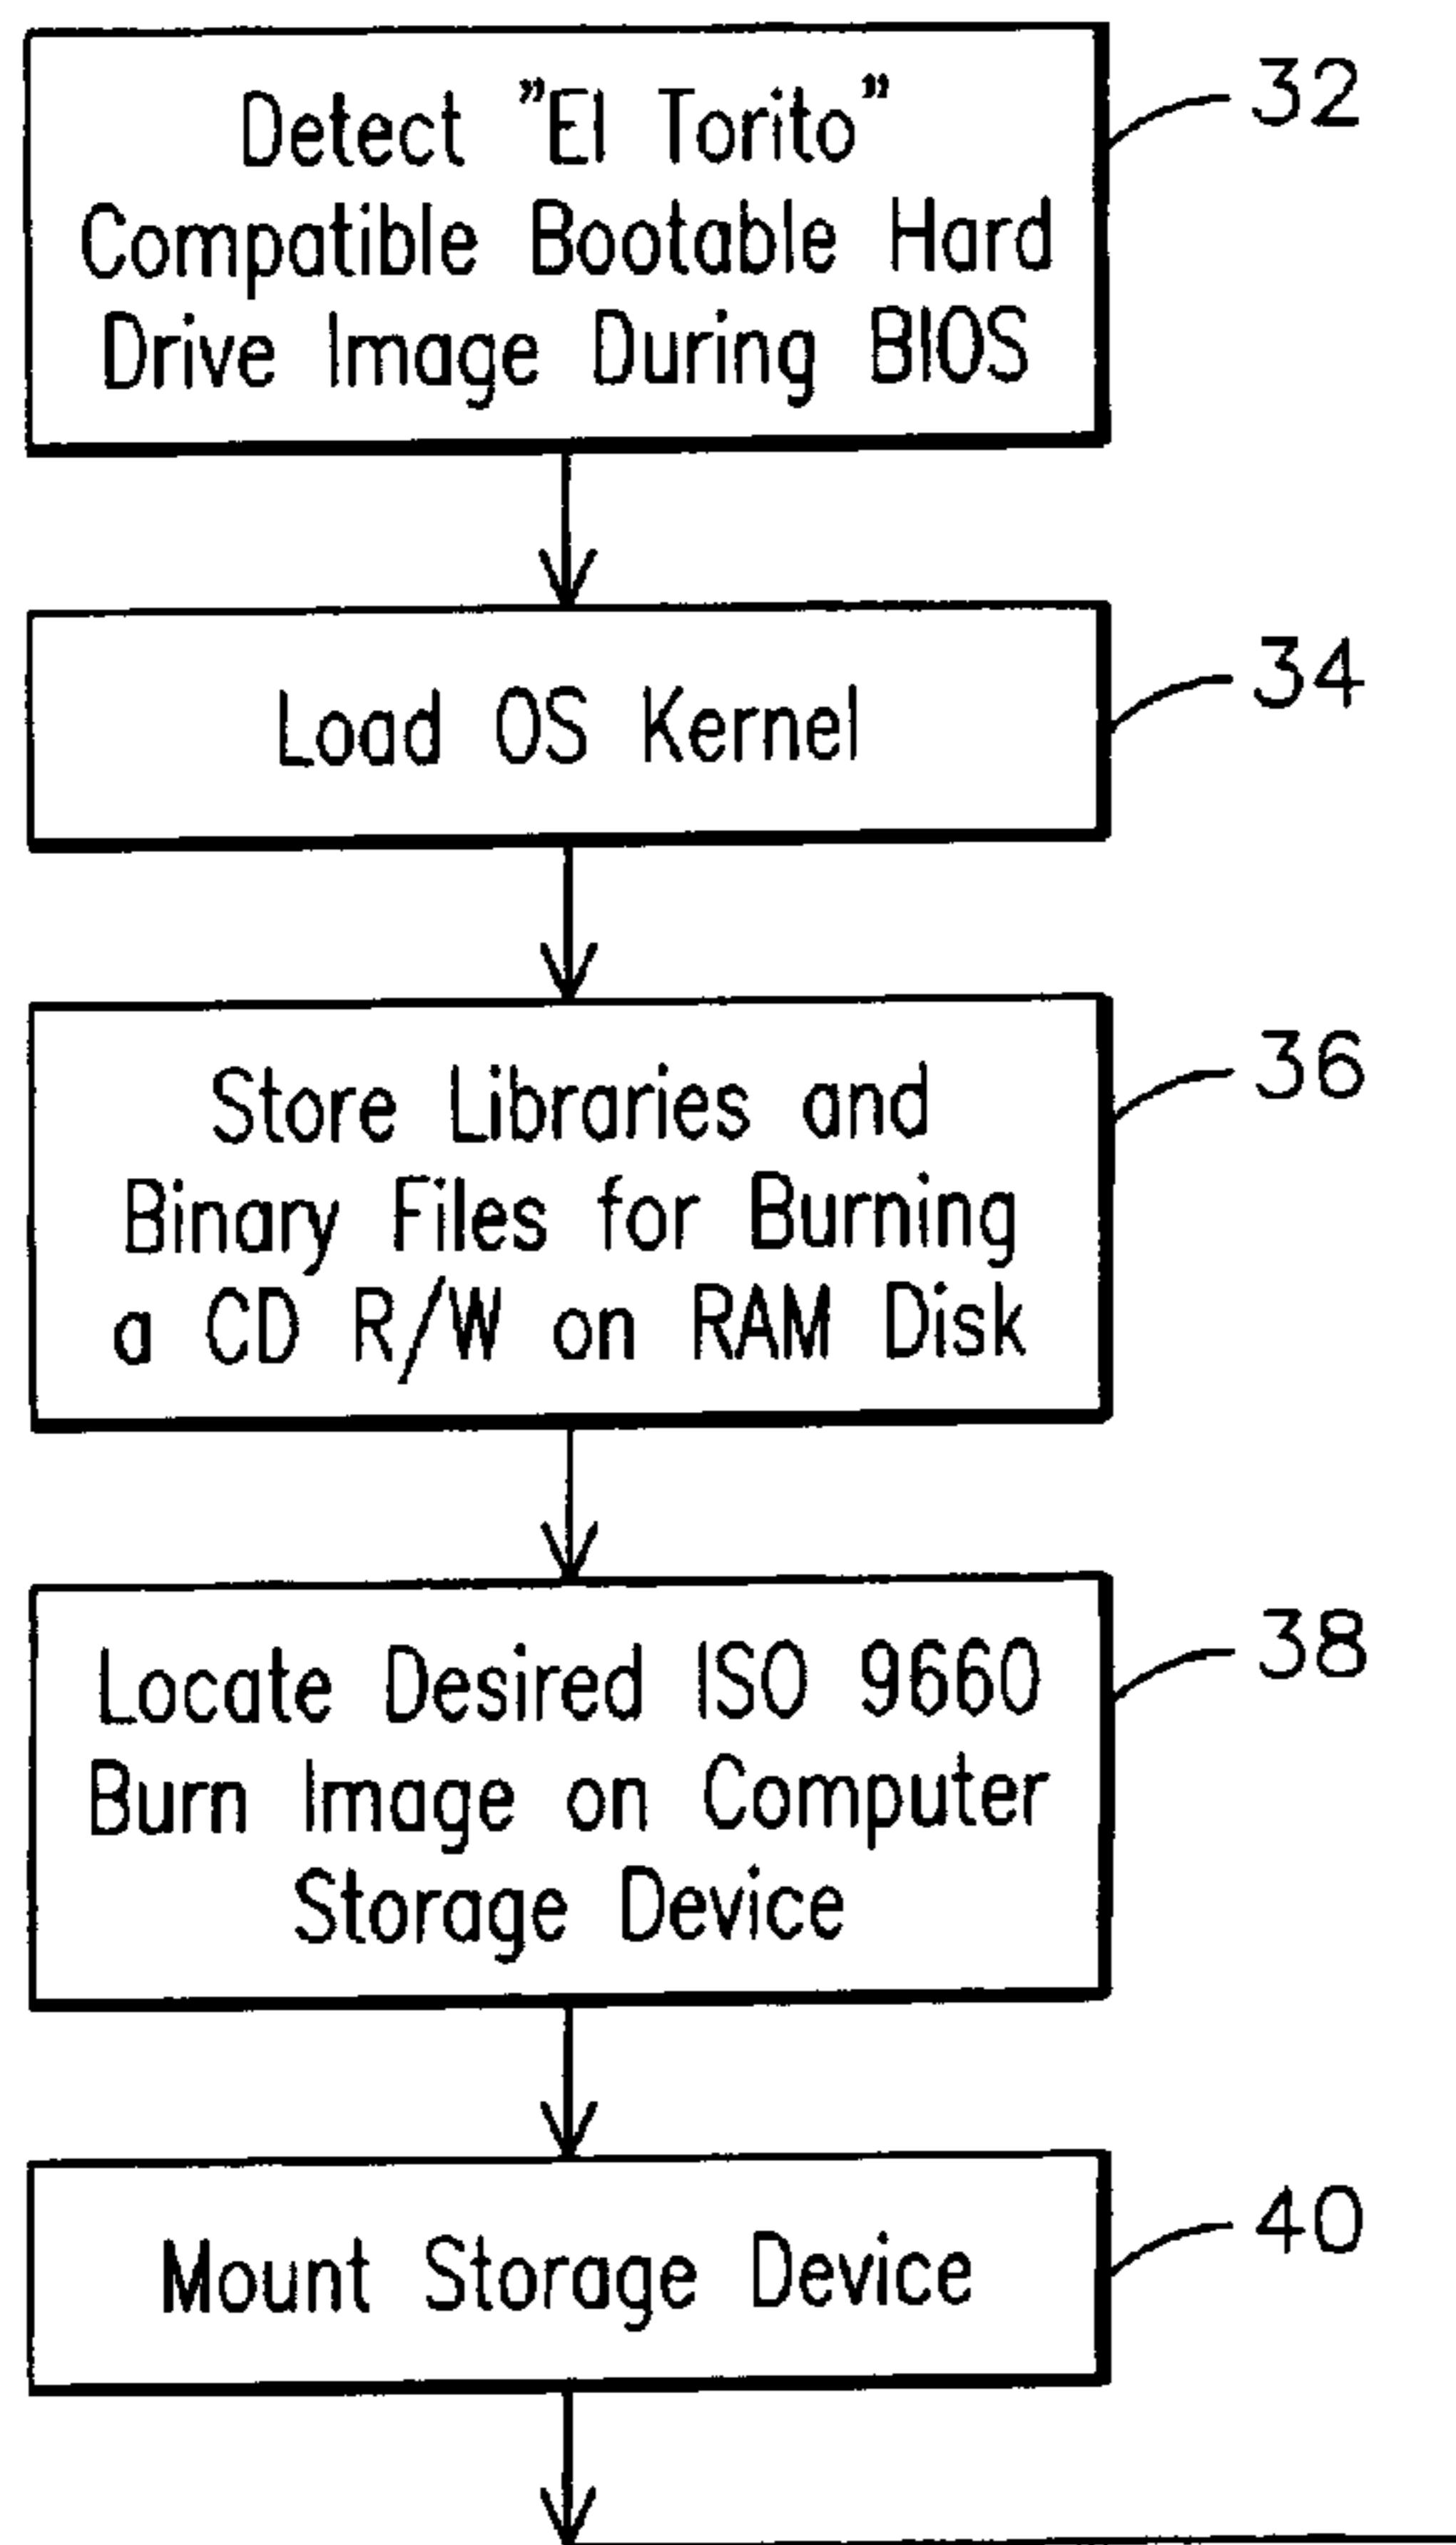 Detect "El Torito"
Compatible Bootable Hard
Drive Image During BIOS
32
Load OS Kernel
34
Store Libraries and
Binary Files for Burning
a CD R/W on RAM Disk
36
Locate Desired ISO 9660
Burn Image on Computer
Storage Device
38
Mount Storage Device
40